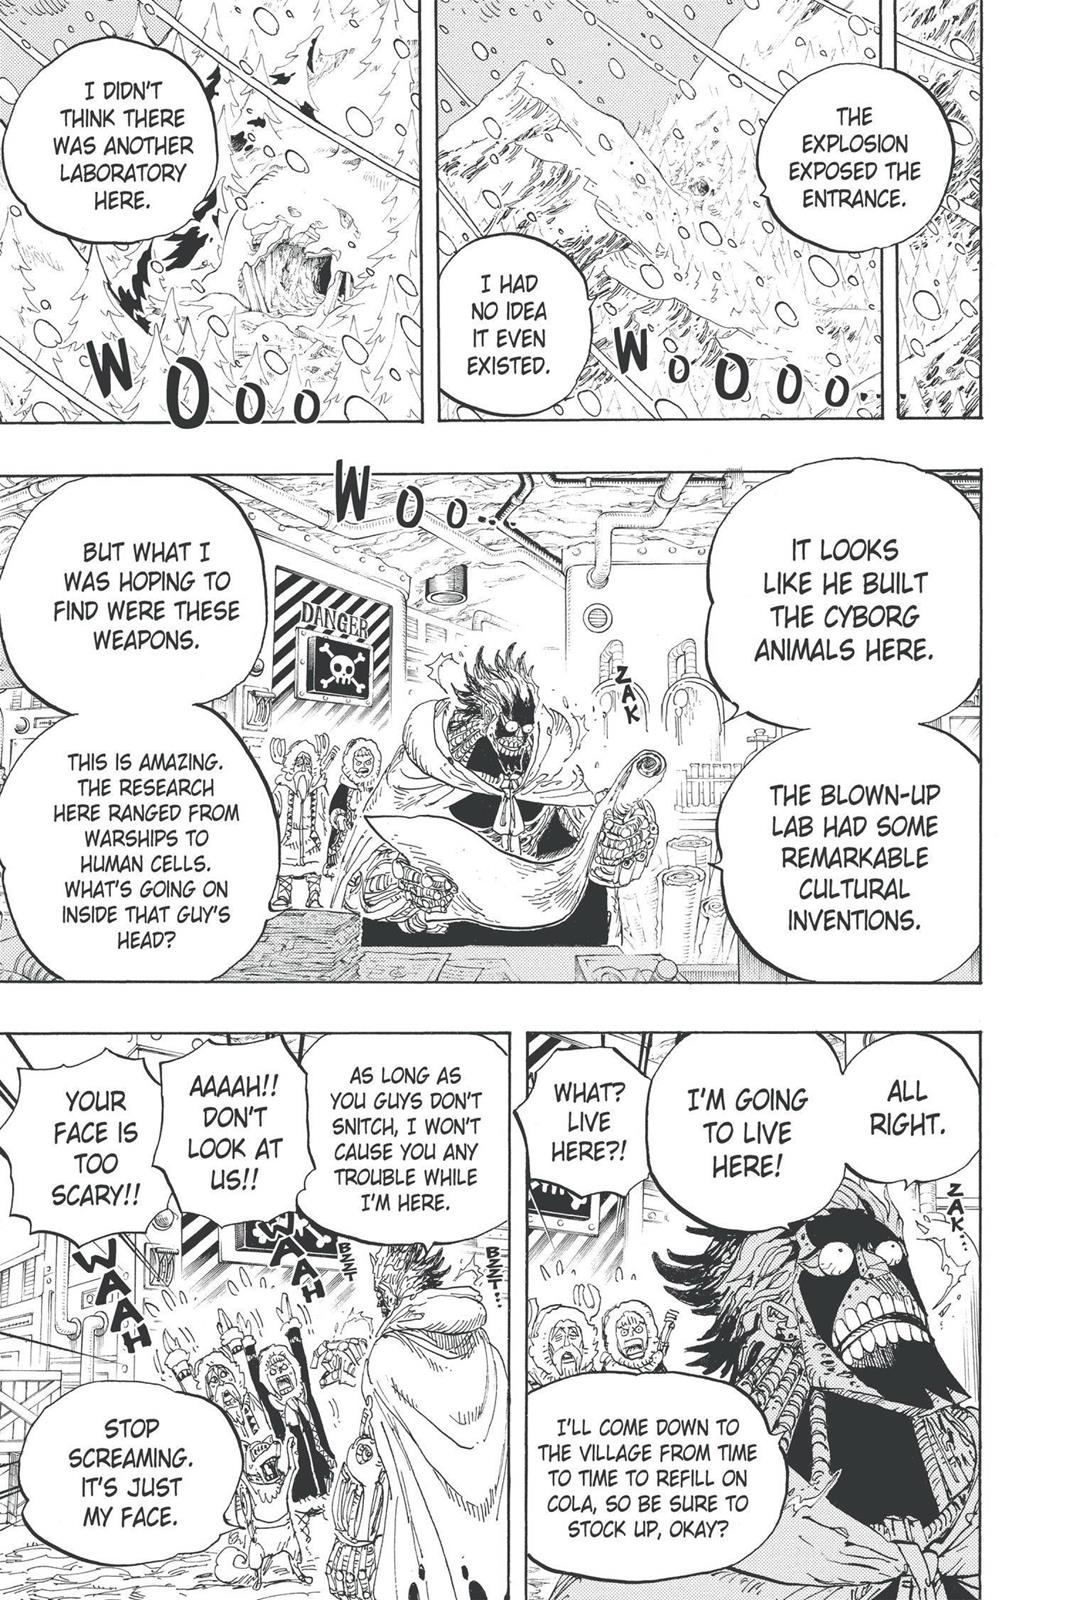 THE
EXPLOSION
EXPOSED THE
ENTRANCE.
I HAD
NO IDEA
IT EVEN
EXISTED.
WOOOO...
I DIDN'T
THINK THERE
WAS ANOTHER
LABORATORY
HERE.
WOOO
IT LOOKS
LIKE HE BUILT
THE CYBORG
ANIMALS HERE.
THE BLOWN-UP
LAB HAD SOME
REMARKABLE
CULTURAL
INVENTIONS.
WOO...
DANGER
ZAK
BUT WHAT I
WAS HOPING TO
FIND WERE THESE
WEAPONS.
THIS IS AMAZING.
THE RESEARCH
HERE RANGED FROM
WARSHIPS TO
HUMAN CELLS.
WHAT'S GOING ON
INSIDE THAT GUY'S
HEAD?
ALL
RIGHT.
I'M GOING
TO LIVE
HERE!
WHAT?
LIVE
HERE?!
ZAK...
I'LL COME DOWN TO
THE VILLAGE FROM TIME
TO TIME TO REFILL ON
COLA, SO BE SURE TO
STOCK UP, OKAY?
AS LONG AS
YOU GUYS DON'T
SNITCH, I WON'T
CAUSE YOU ANY
TROUBLE WHILE
I'M HERE.
AAAAH!!
DON'T
LOOK AT
US!!
YOUR
FACE IS
TOO
SCARY!!
BZZT...
BZZT
WAAH
WAAAH
STOP
SCREAMING.
IT'S JUST
MY FACE.